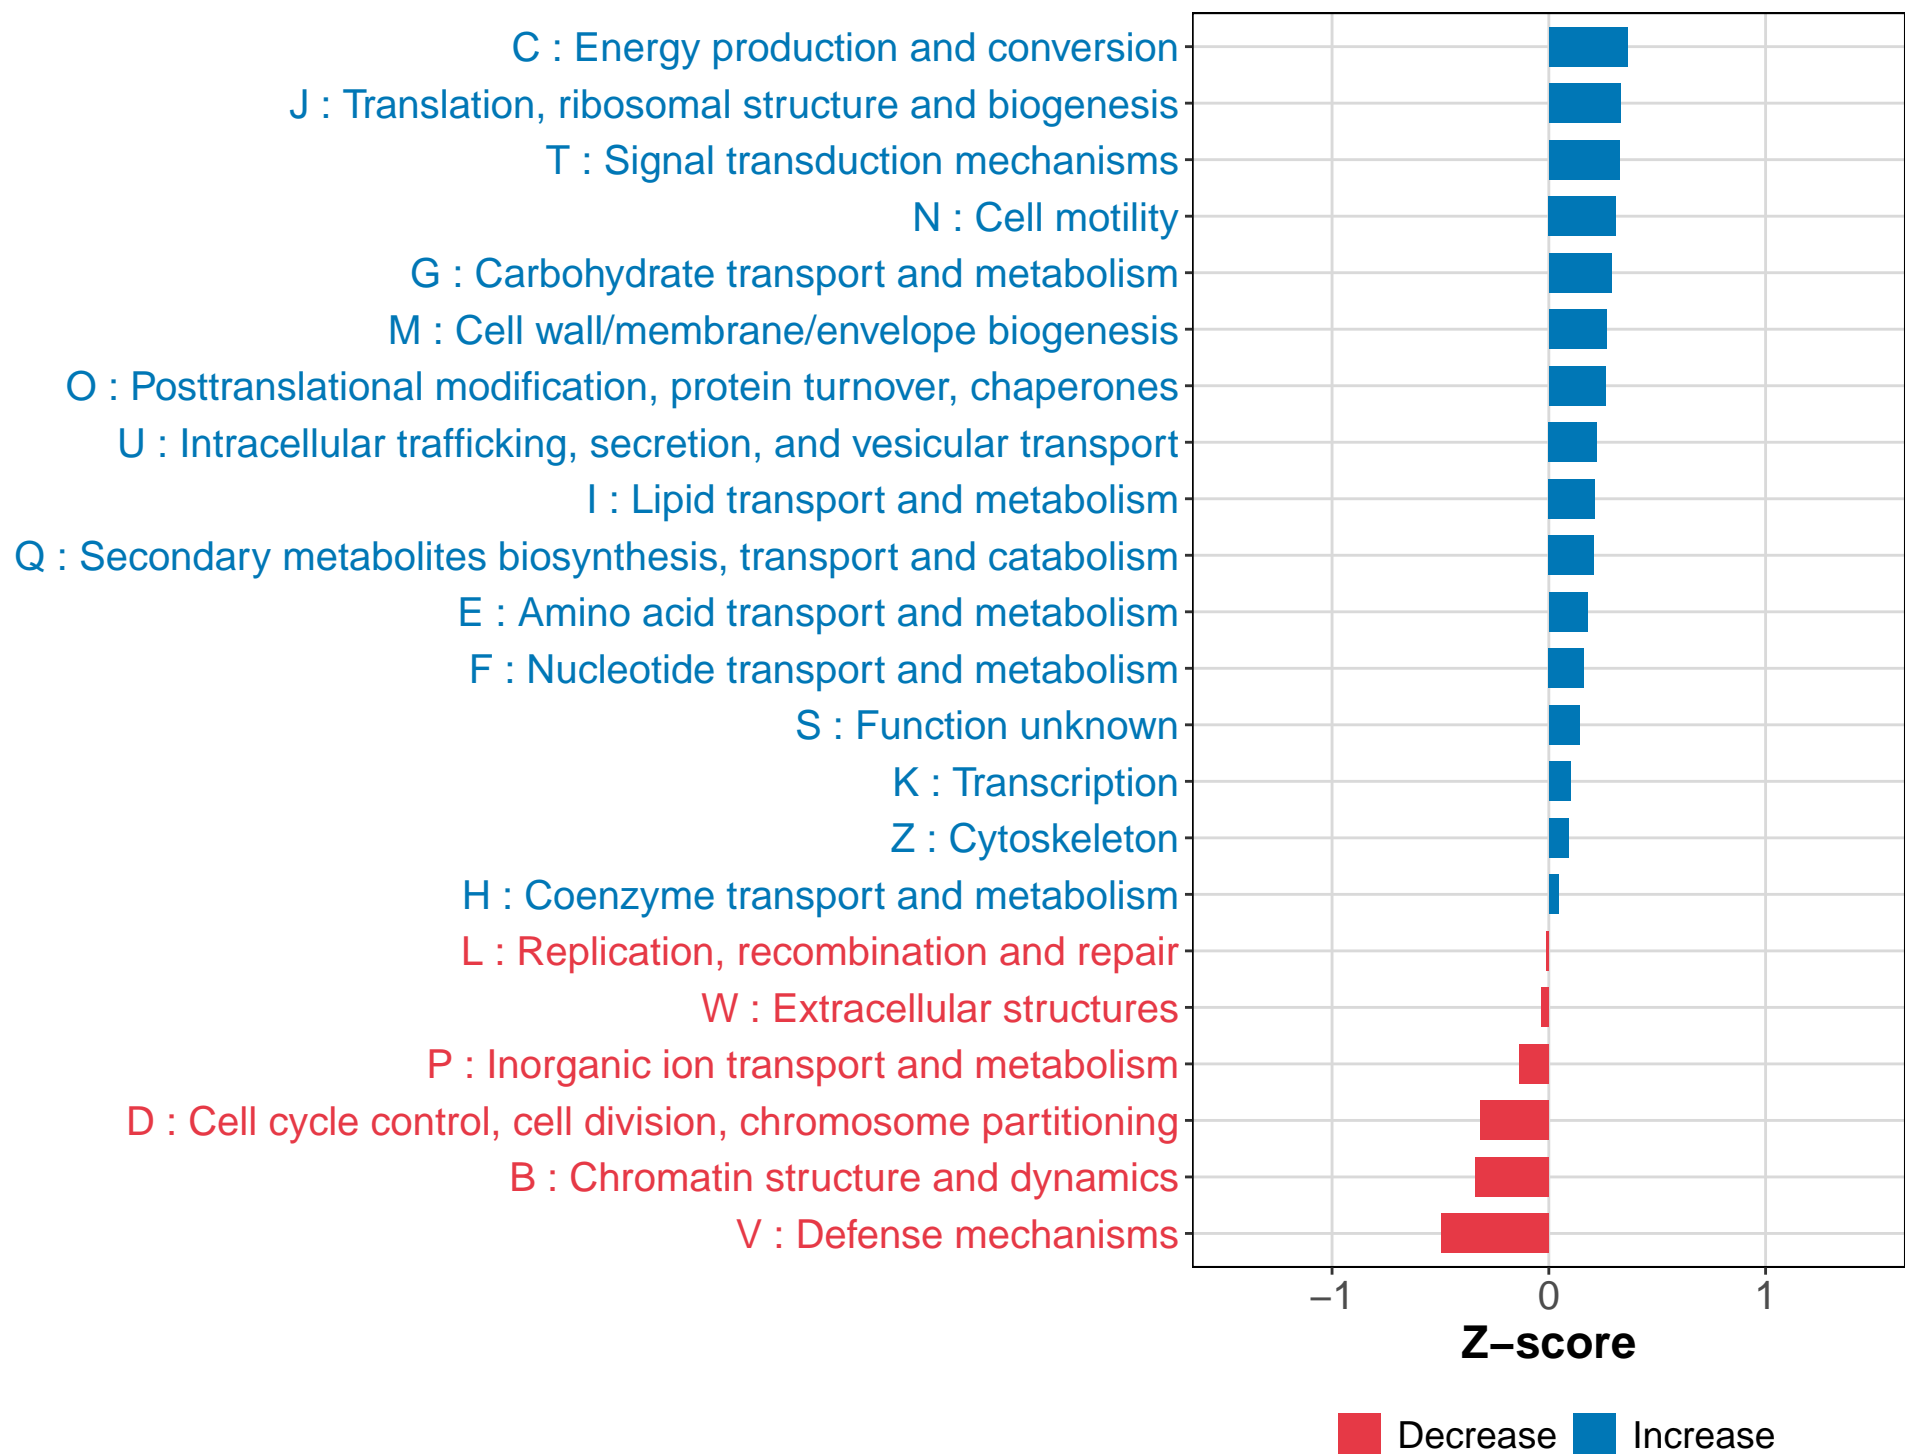 C : Energy production and conversion
J : Translation, ribosomal structure and biogenesis
T : Signal transduction mechanisms
N : Cell motility
G : Carbohydrate transport and metabolism
M : Cell wall/membrane/envelope biogenesis
O : Posttranslational modification, protein turnover, chaperones
U : Intracellular trafficking, secretion, and vesicular transport
I : Lipid transport and metabolism
Q : Secondary metabolites biosynthesis, transport and catabolism
E : Amino acid transport and metabolism
F : Nucleotide transport and metabolism
S : Function unknown
K : Transcription
Z : Cytoskeleton
H : Coenzyme transport and metabolism
L : Replication, recombination and repair
W : Extracellular structures
P : Inorganic ion transport and metabolism
D : Cell cycle control, cell division, chromosome partitioning
B : Chromatin structure and dynamics
V : Defense mechanisms
−1 0 1
Z−score
Decrease Increase